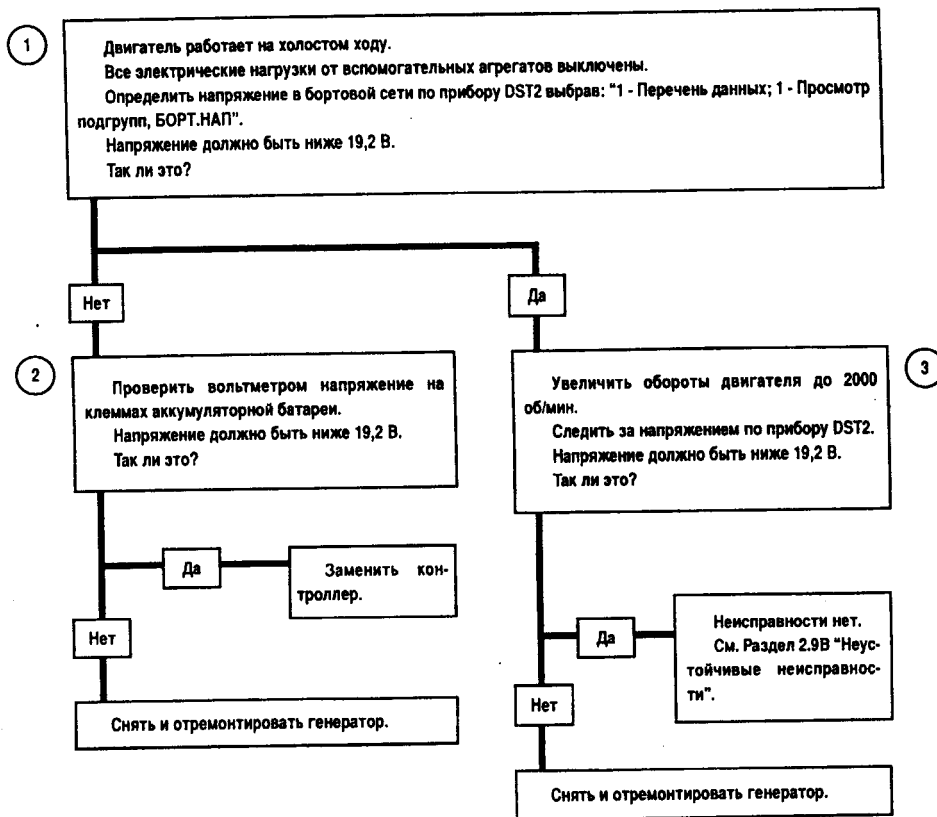 1
Двигатель работает на холостом ходу.
Все электрические нагрузки от вспомогательных агрегатов выключены.
Определить напряжение в бортовой сети по прибору DST2 выбрав: "1 - Перечень данных; 1 - Просмотр
подгрупп, БОРТ.НАП".
Напряжение должно быть ниже 19,2 В.
Так ли это?
Нет
Да
2
Проверить вольтметром напряжение на
клеммах аккумуляторной батареи.
Напряжение должно быть ниже 19,2 В.
Так ли это?
3
Увеличить обороты двигателя до 2000
об/мин.
Следить за напряжением по прибору DST2.
Напряжение должно быть ниже 19,2 В.
Так ли это?
Да
Заменить кон-
троллер.
Нет
Снять и отремонтировать генератор.
Да
Неисправности нет.
См. Раздел 2.9В "Неус-
тойчивые неисправнос-
ти".
Нет
Снять и отремонтировать генератор.